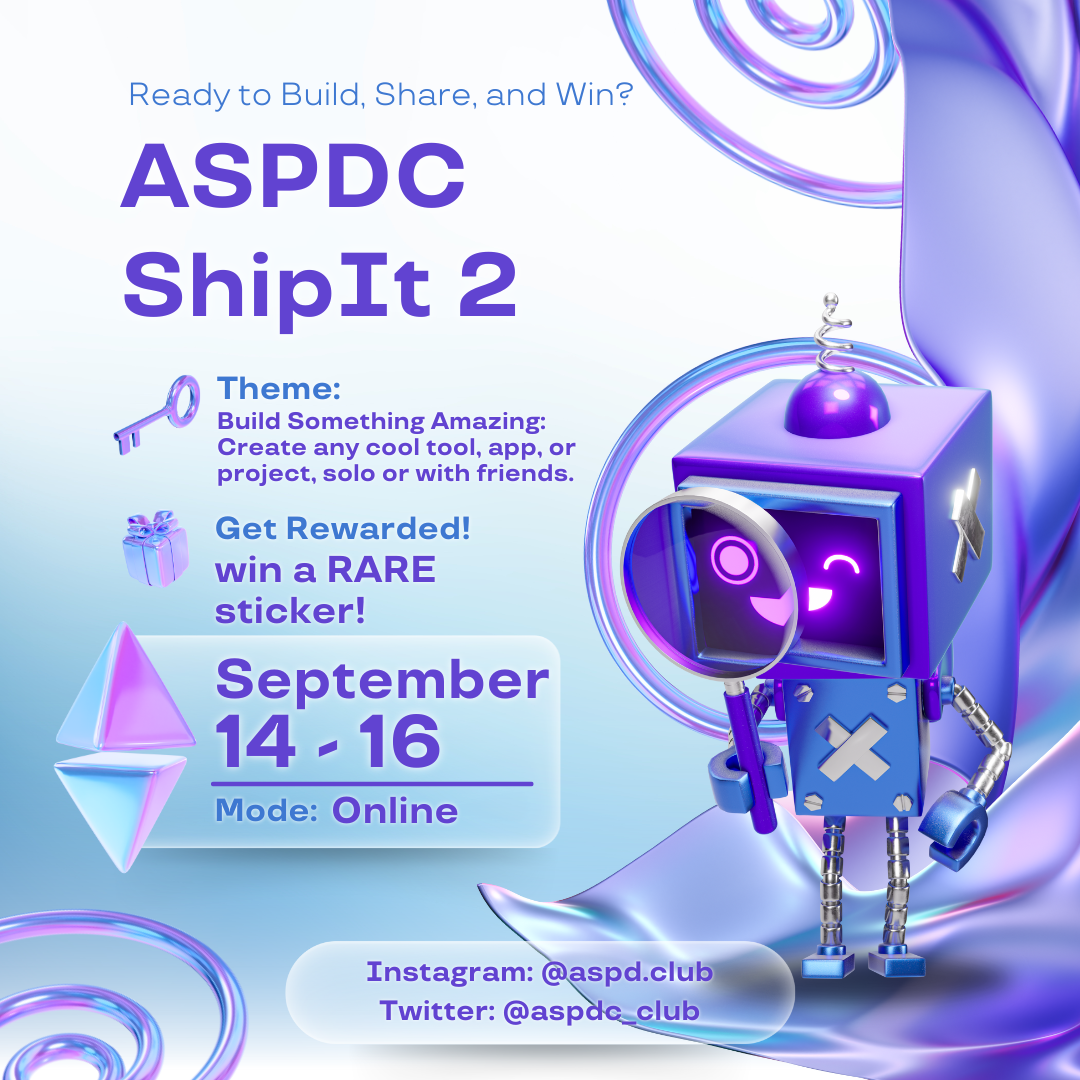 Ready to Build, Share, and Win?
ASPDC
ShipIt 2
Theme:
Build Something Amazing:
Create any cool tool, app, or
project, solo or with friends.
Get Rewarded!
win a RARE
sticker!
September
14 - 16
Mode: Online
Instagram: @aspd.club
Twitter: @aspdc_club